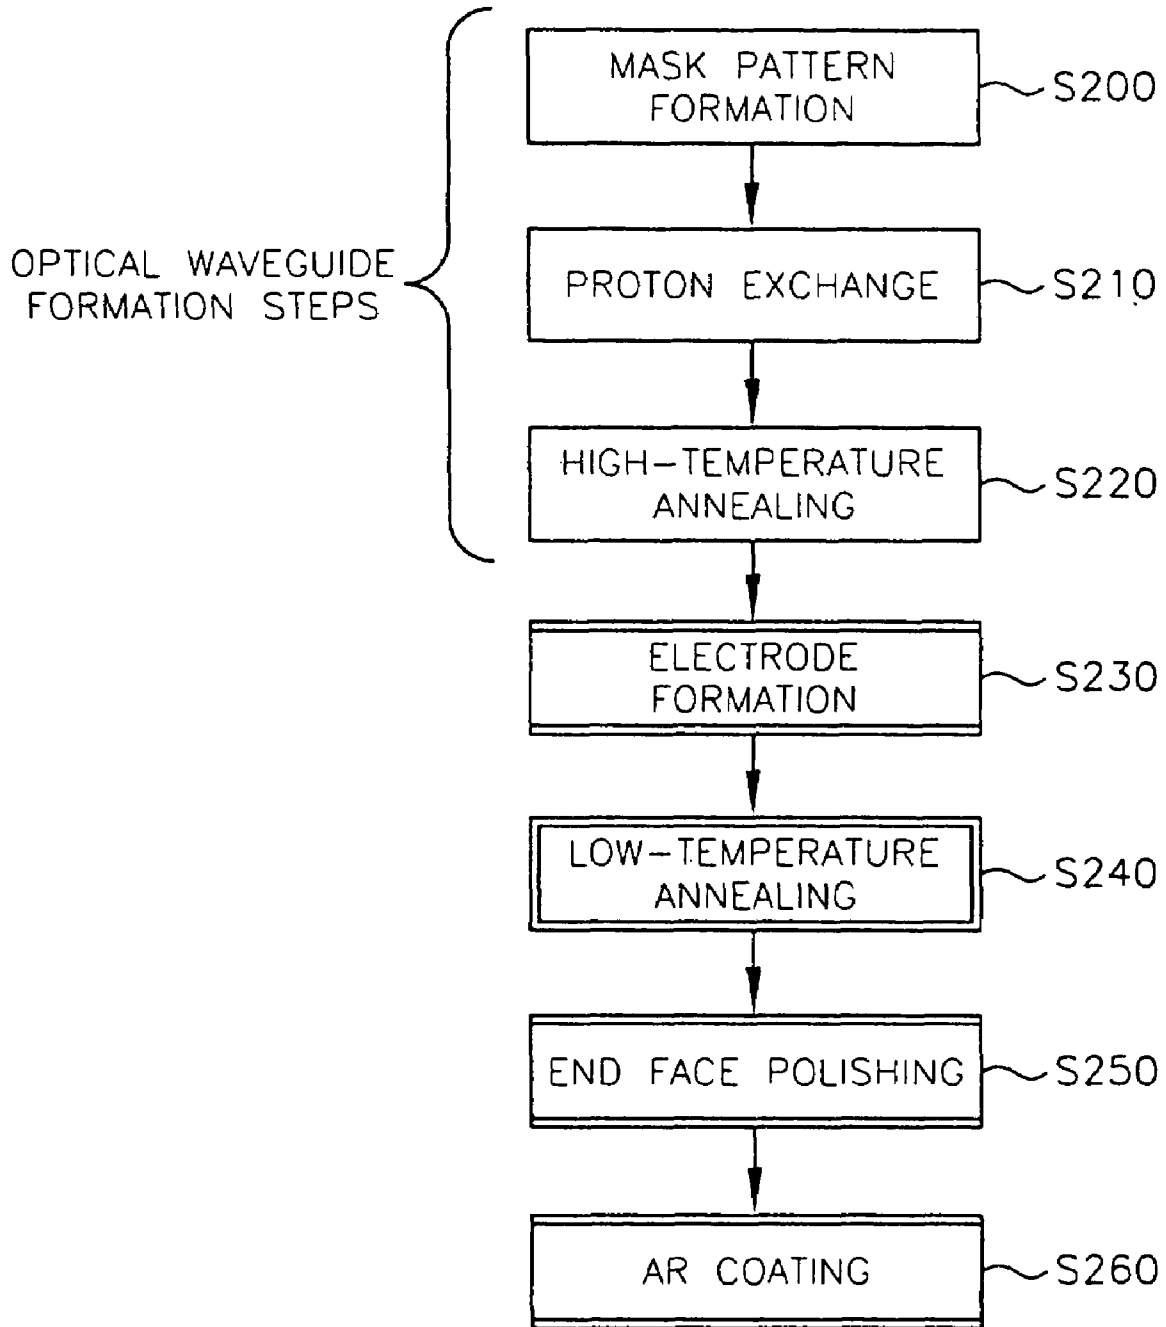 MASK PATTERN
FORMATION
S200
OPTICAL WAVEGUIDE
FORMATION STEPS
PROTON EXCHANGE
S210
HIGH-TEMPERATURE
ANNEALING
S220
ELECTRODE
FORMATION
S230
LOW-TEMPERATURE
ANNEALING
S240
END FACE POLISHING
S250
AR COATING
S260